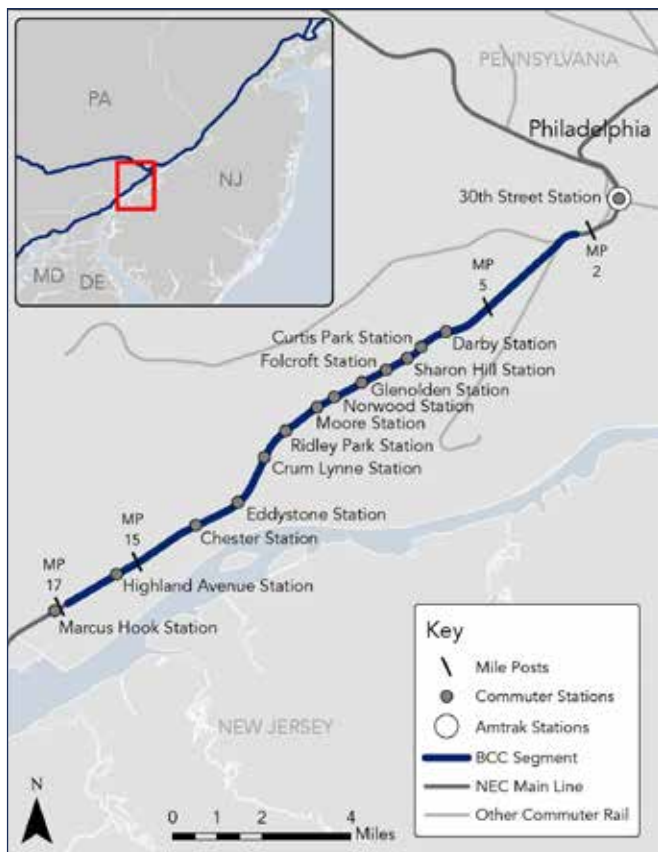 PA
NJ
MD
DE
PENNSYLVANIA
Philadelphia
30th Street Station
MP
2
MP
5
Curtis Park Station
Darby Station
Folcroft Station
Sharon Hill Station
Glenolden Station
Norwood Station
Moore Station
Ridley Park Station
Crum Lynne Station
Eddystone Station
MP
15
Chester Station
MP
17
Highland Avenue Station
Marcus Hook Station
NEW JERSEY
Key
Mile Posts
Commuter Stations
Amtrak Stations
BCC Segment
NEC Main Line
Other Commuter Rail
N
0 2 4
Miles